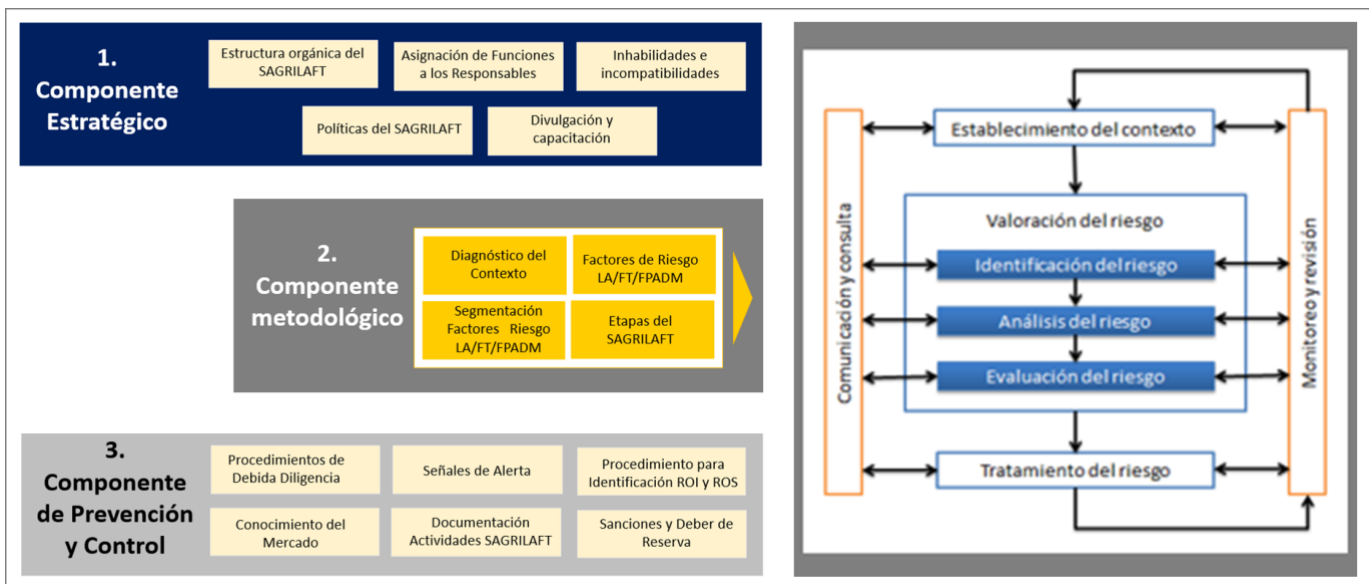 1.
Componente
Estratégico
Estructura orgánica del
SAGRILAFT
Asignación de Funciones
a los Responsables
Inhabilidades e
incompatibilidades
Políticas del SAGRILAFT
Divulgación y
capacitación
2.
Componente
metodológico
Diagnóstico del
Contexto
Factores de Riesgo
LA/FT/FPADM
Segmentación
Factores Riesgo
LA/FT/FPADM
Etapas del
SAGRILAFT
3.
Componente
de Prevención
y Control
Procedimientos de
Debida Diligencia
Señales de Alerta
Procedimiento para
Identificación ROI y ROS
Conocimiento del
Mercado
Documentación
Actividades SAGRILAFT
Sanciones y Deber de
Reserva
Comunicación y consulta
Establecimiento del contexto
Valoración del riesgo
Identificación del riesgo
Análisis del riesgo
Evaluación del riesgo
Tratamiento del riesgo
Monitoreo y revisión